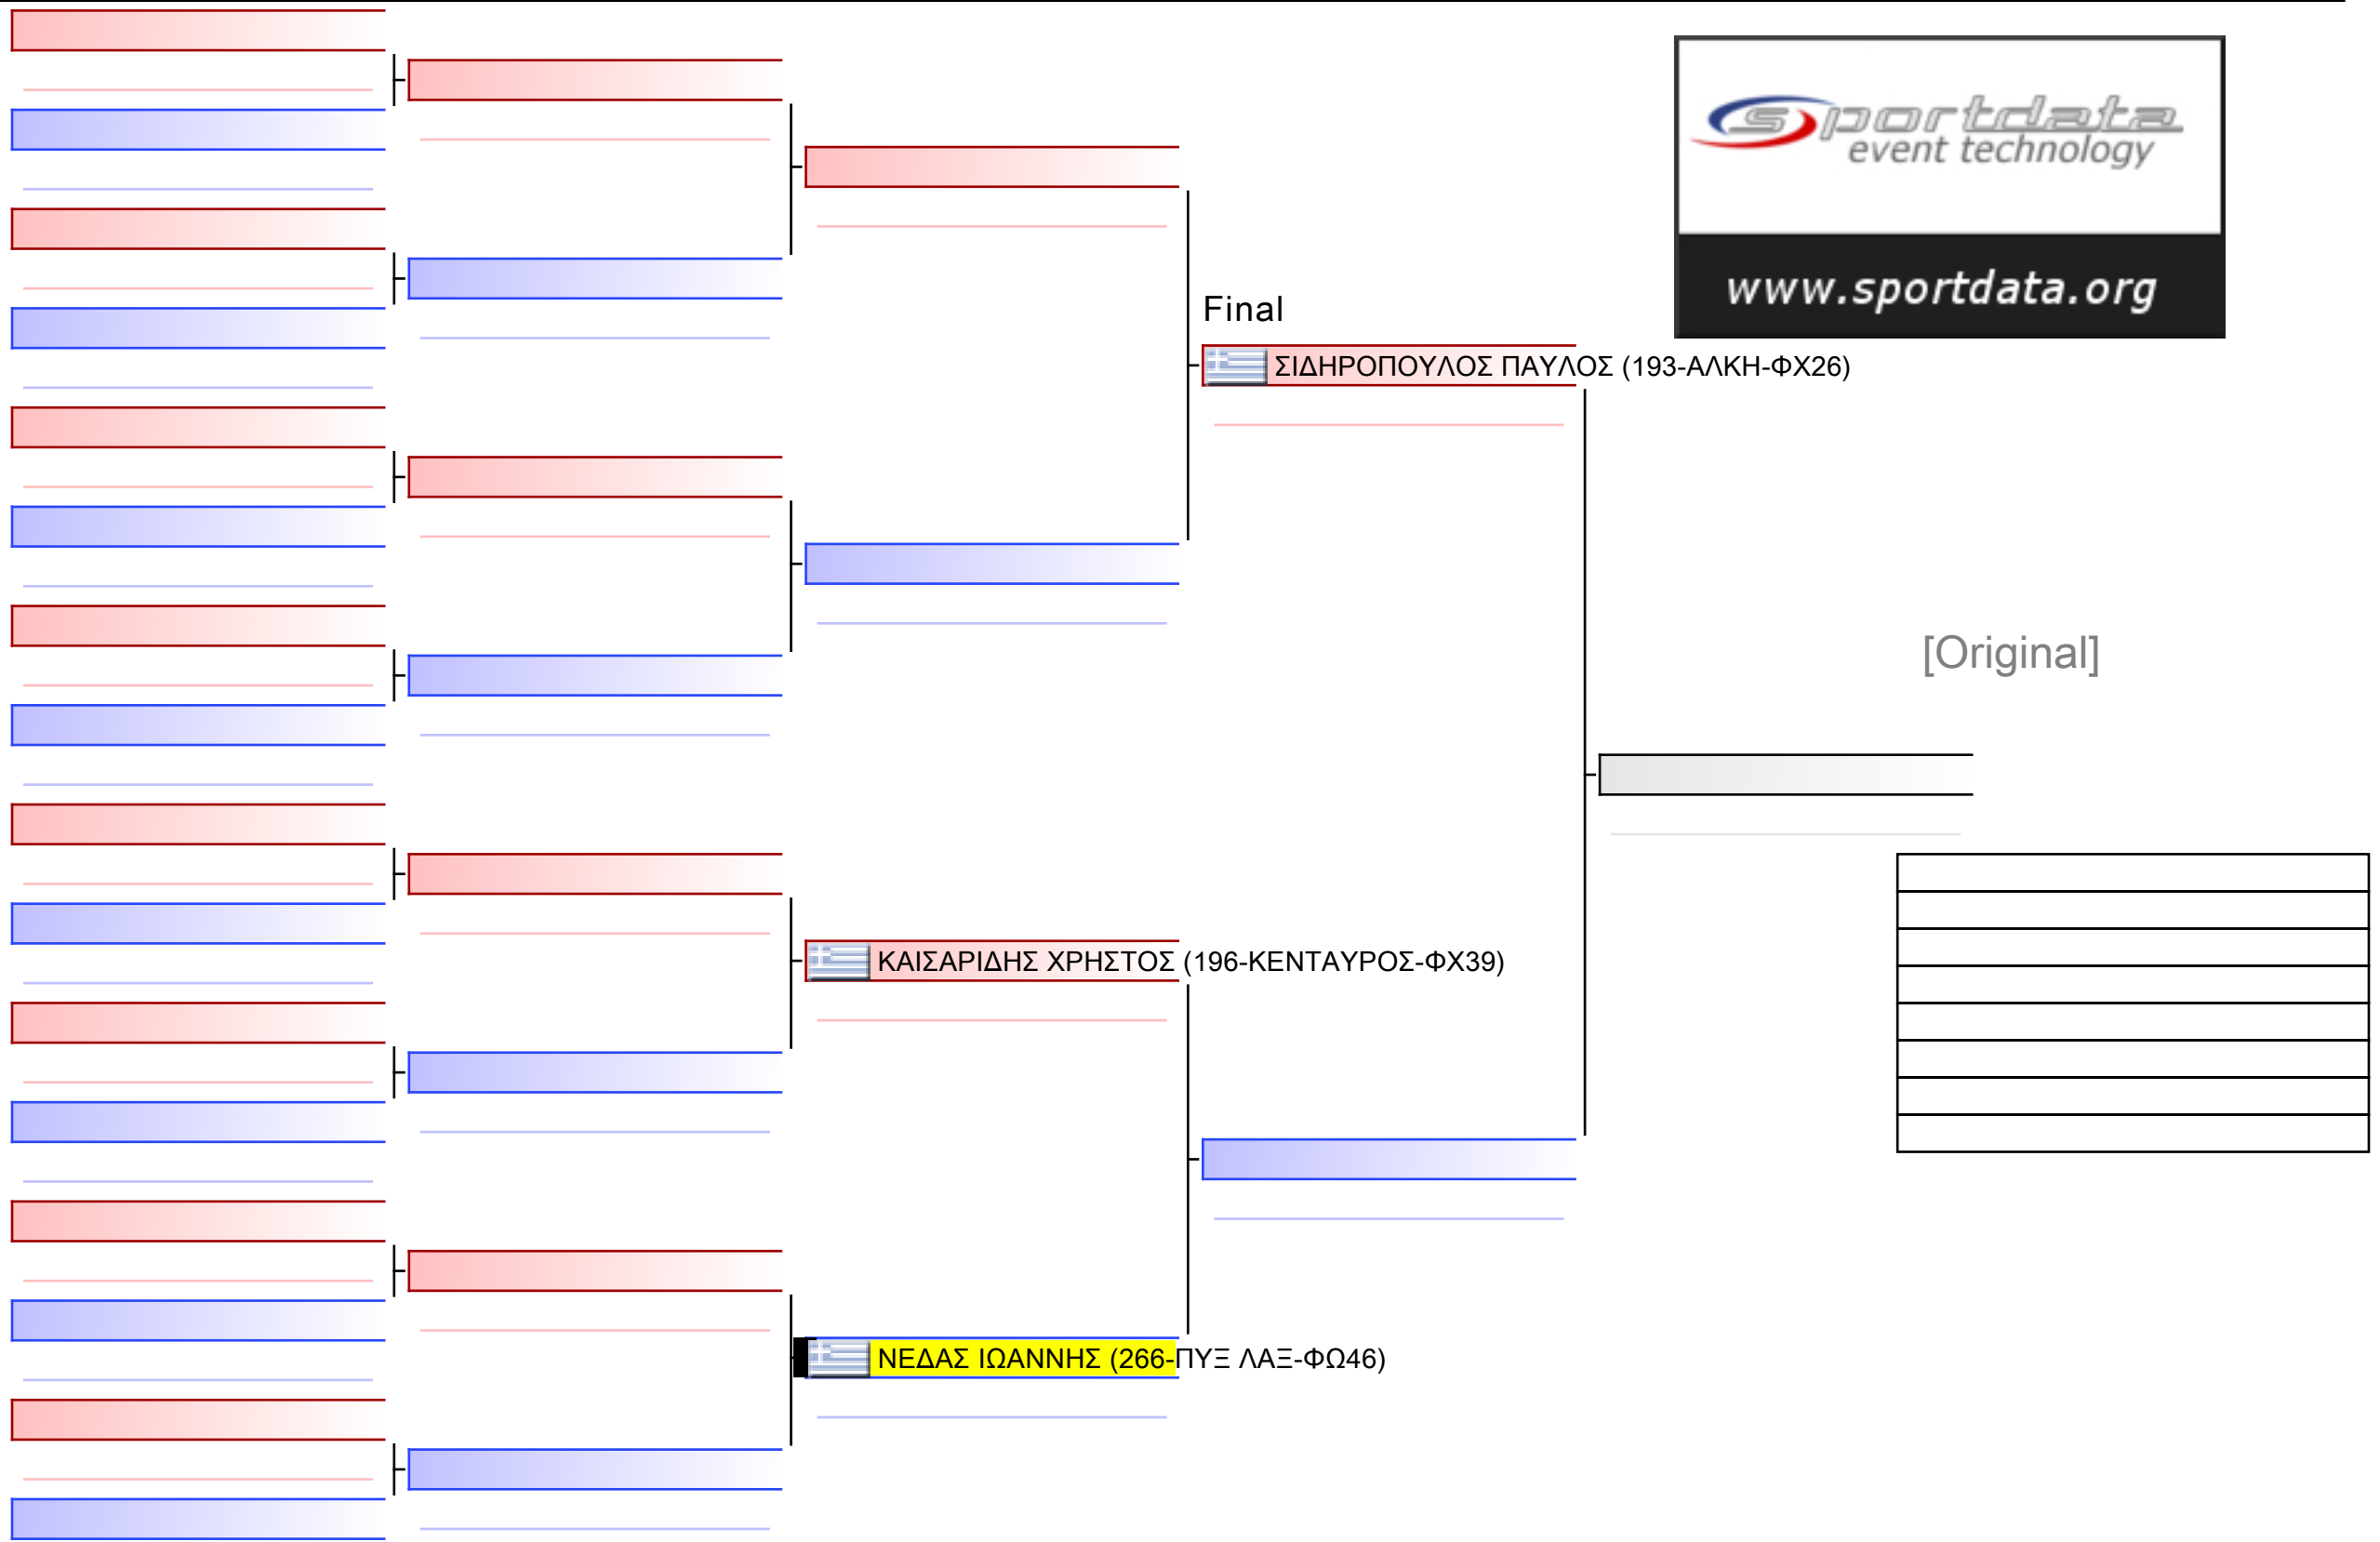 sportdata
event technology
www.sportdata.org
Final
ΣΙΔΗΡΟΠΟΥΛΟΣ ΠΑΥΛΟΣ (193-ΑΛΚΗ-ΦΧ26)
[Original]
ΚΑΙΣΑΡΙΔΗΣ ΧΡΗΣΤΟΣ (196-ΚΕΝΤΑΥΡΟΣ-ΦΧ39)
ΝΕΔΑΣ ΙΩΑΝΝΗΣ (266-ΠΥΞ ΛΑΞ-ΦΩ46)